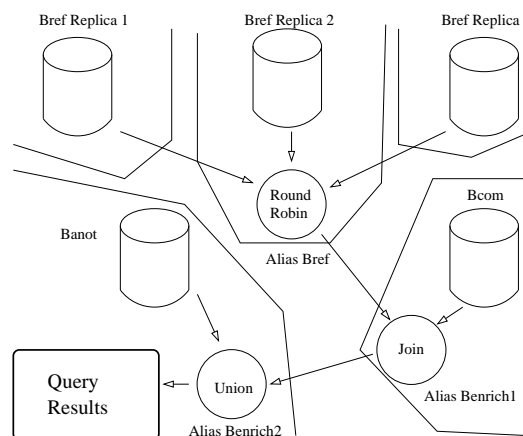 Bref Replica 1
Bref Replica 2
Bref Replica
Round
Robin
Bcom
Banot
Alias Bref
Join
Query
Results
Union
Alias Benrich1
Alias Benrich2